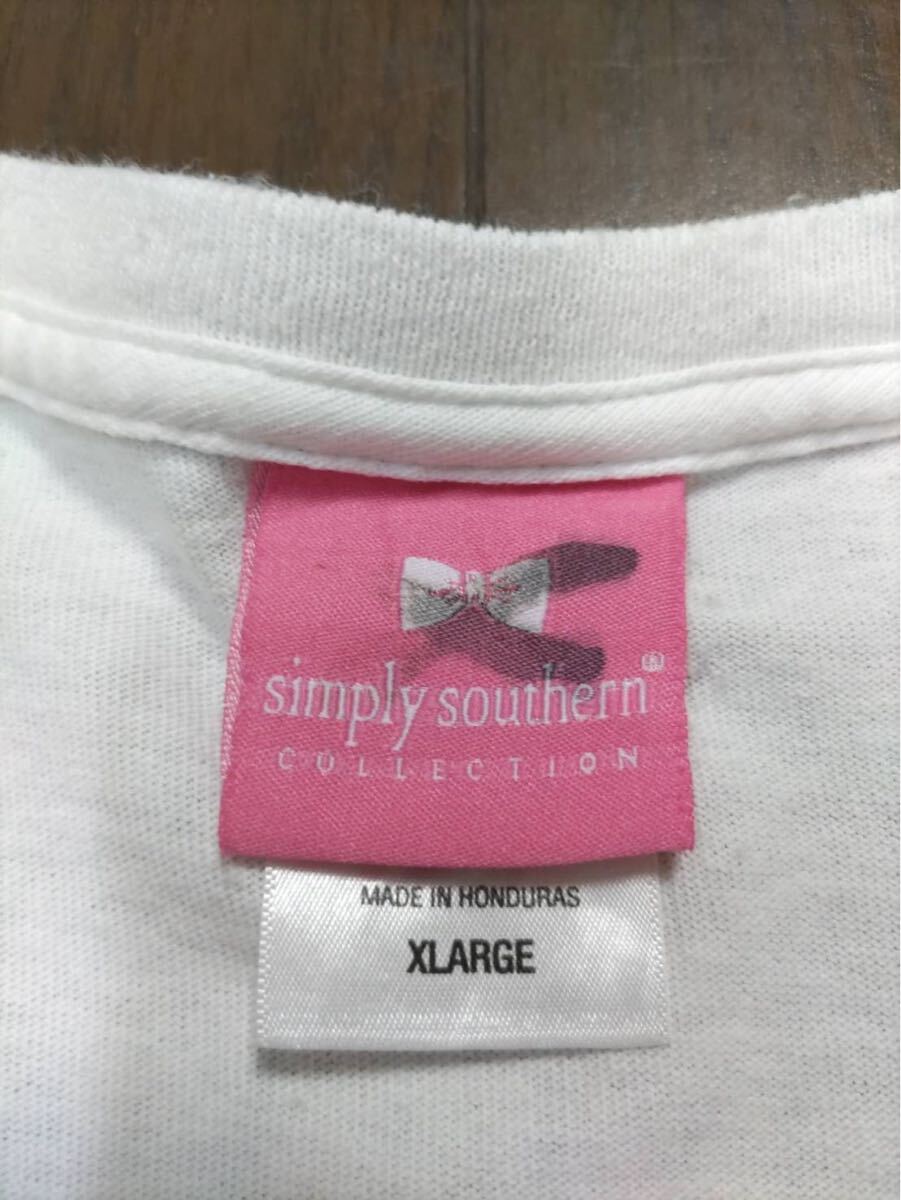 simply southern®
COLLECTION
MADE IN HONDURAS
XLARGE